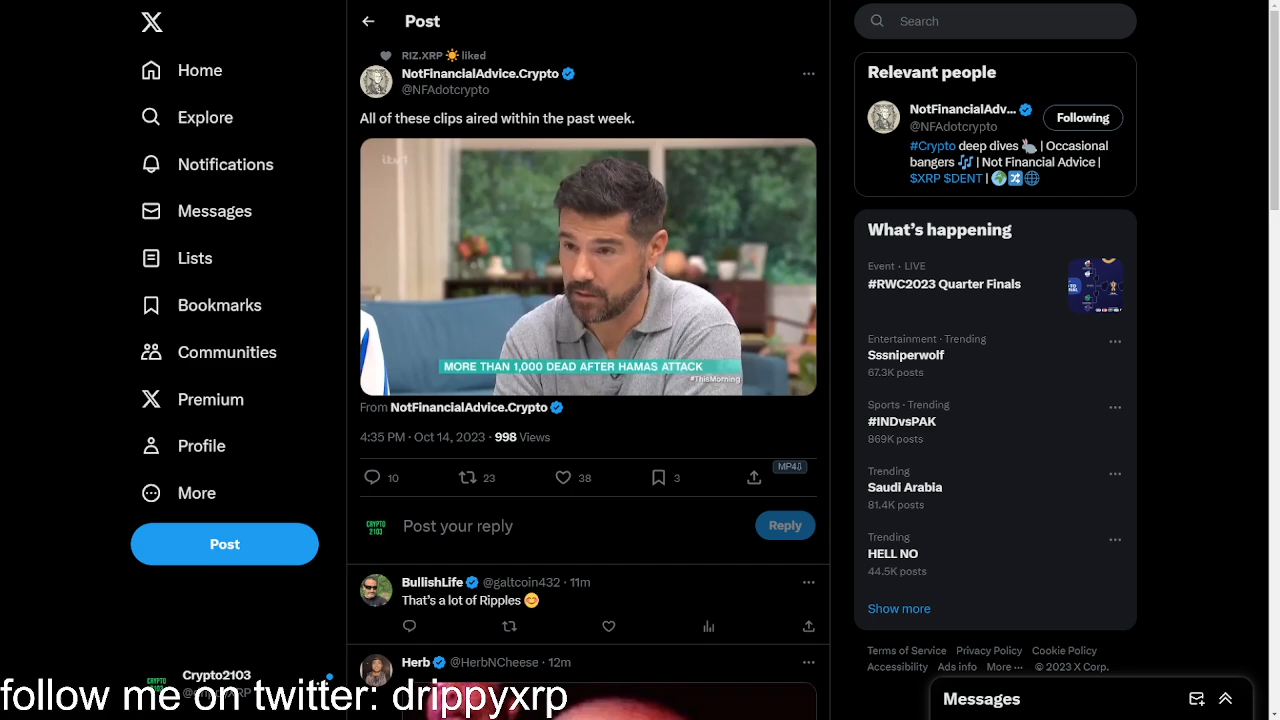 Home
Explore
Notifications
Messages
Lists
Bookmarks
Communities
Premium
Profile
More
Post
Crypto2103
follow me on twitter: drippyxrp
Post
RIZ.XRP ☀️ liked
NotFinancialAdvice.Crypto
@NFAdotcrypto
All of these clips aired within the past week.
itv1
MORE THAN 1,000 DEAD AFTER HAMAS ATTACK
#ThisMorning
From NotFinancialAdvice.Crypto
4:35 PM · Oct 14, 2023 · 998 Views
MP4⇩
10 23 38 3
CRYPTO
2103
Post your reply
Reply
BullishLife @galtcoin432 · 11m
That's a lot of Ripples 😊
Herb @HerbNCheese · 12m
Search
Relevant people
NotFinancialAdv...
@NFAdotcrypto
Following
#Crypto deep dives 🐇 | Occasional
bangers 🎶 | Not Financial Advice |
$XRP $DENT | 🌍🔀🌐
What's happening
Event · LIVE
#RWC2023 Quarter Finals
Entertainment · Trending
Sssniperwolf
67.3K posts
Sports · Trending
#INDvsPAK
869K posts
Trending
Saudi Arabia
81.4K posts
Trending
HELL NO
44.5K posts
Show more
Terms of Service Privacy Policy Cookie Policy
Accessibility Ads info More ··· © 2023 X Corp.
Messages